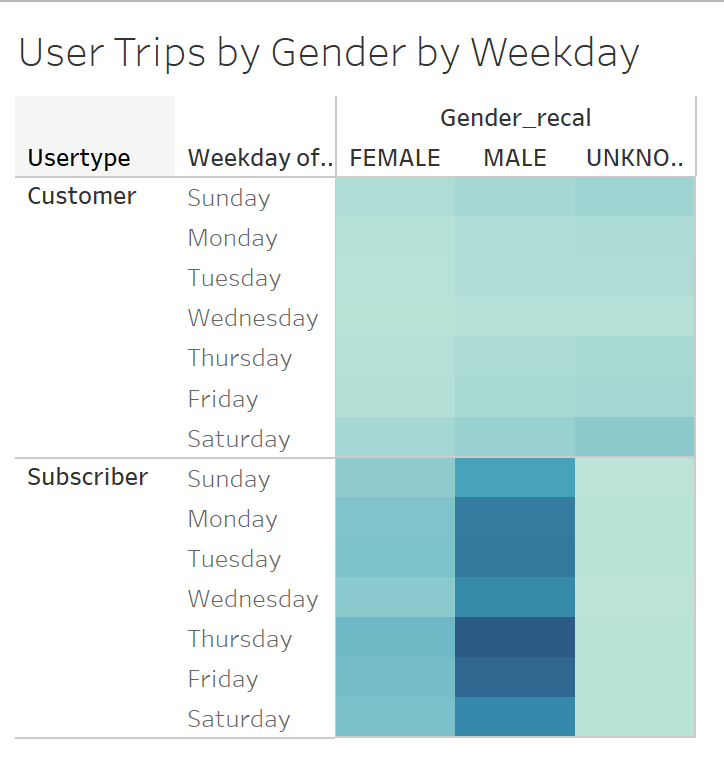 User Trips by Gender by Weekday
Gender_recal
Usertype Weekday of.. FEMALE MALE UNKNO..
Customer Sunday
Monday
Tuesday
Wednesday
Thursday
Friday
Saturday
Subscriber Sunday
Monday
Tuesday
Wednesday
Thursday
Friday
Saturday